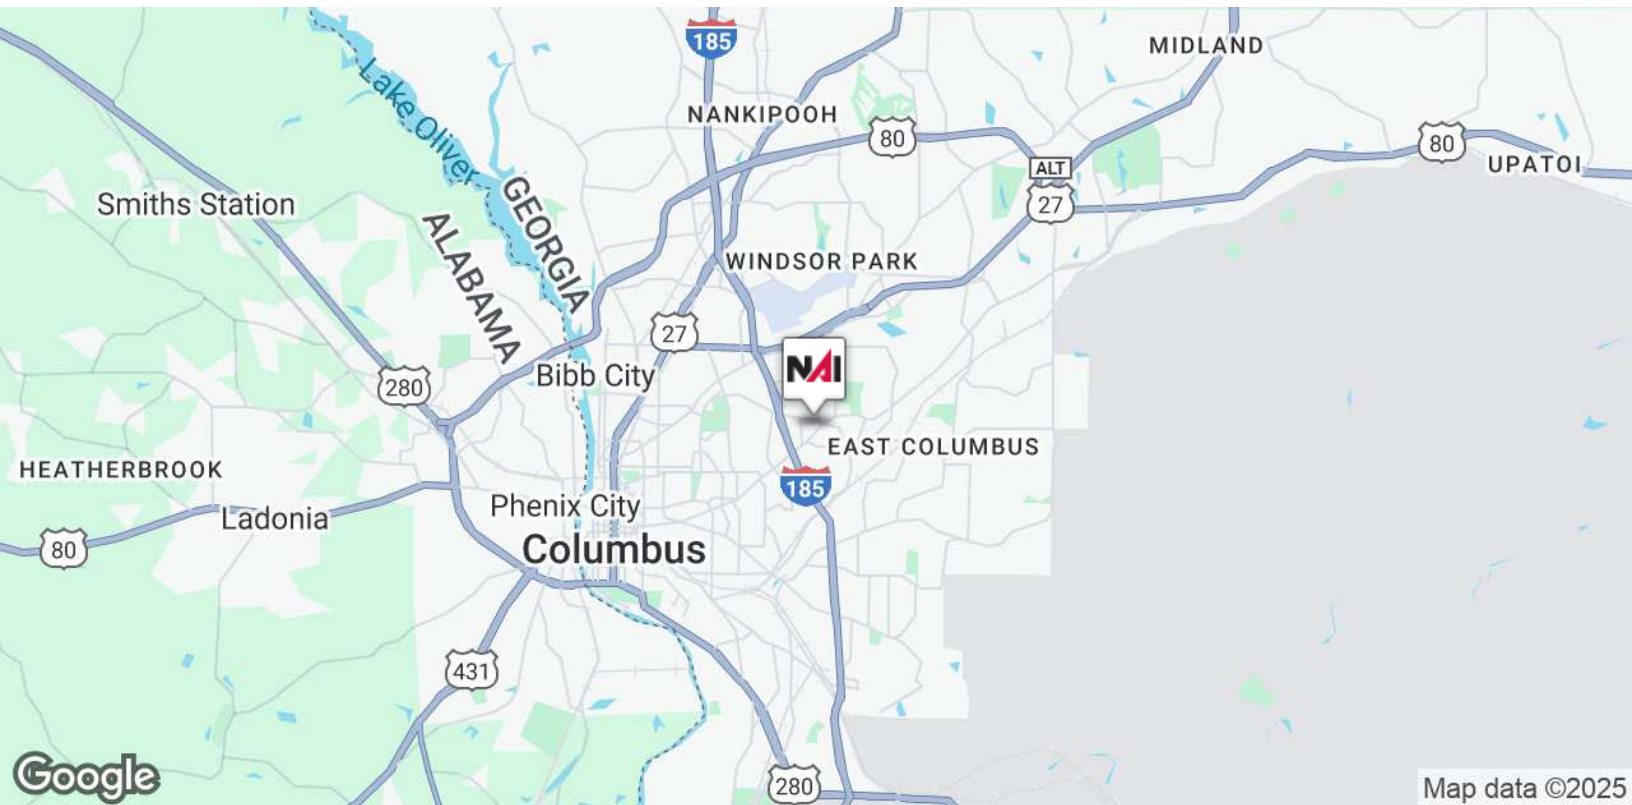 185
MIDLAND
NANKIPOOH
80
80
Lake Oliver
ALT
27
UPATOI
Smiths Station
GEORGIA
ALABAMA
WINDSOR PARK
27
NAI
Bibb City
280
EAST COLUMBUS
HEATHERBROOK
185
Phenix City
Ladonia
80
Columbus
431
280
Google
Map data ©2025